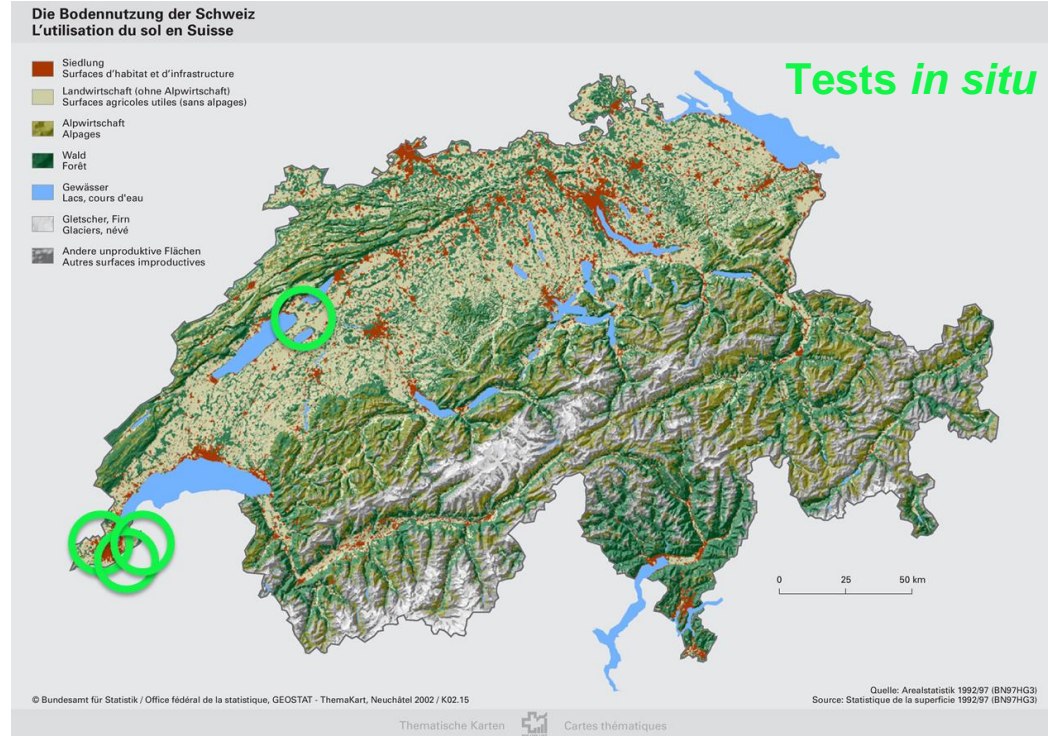 Die Bodennutzung der Schweiz
L'utilisation du sol en Suisse
Tests in situ
Siedlung
Surfaces d'habitat et d'infrastructure
Landwirtschaft (ohne Alpwirtschaft)
Surfaces agricoles utiles (sans alpages)
Alpwirtschaft
Alpages
Wald
Forêt
Gewässer
Lacs, cours d'eau
Gletscher, Firn
Glaciers, névé
Andere unproduktive Flächen
Autres surfaces improductives
0 25 50 km
Quelle: Arealstatistik 1992/97 (BN97HG3)
© Bundesamt für Statistik / Office fédéral de la statistique, GEOSTAT - ThemaKart, Neuchâtel 2002 / K02.15
Source: Statistique de la superficie 1992/97 (BN97HG3)
Thematische Karten Cartes thématiques